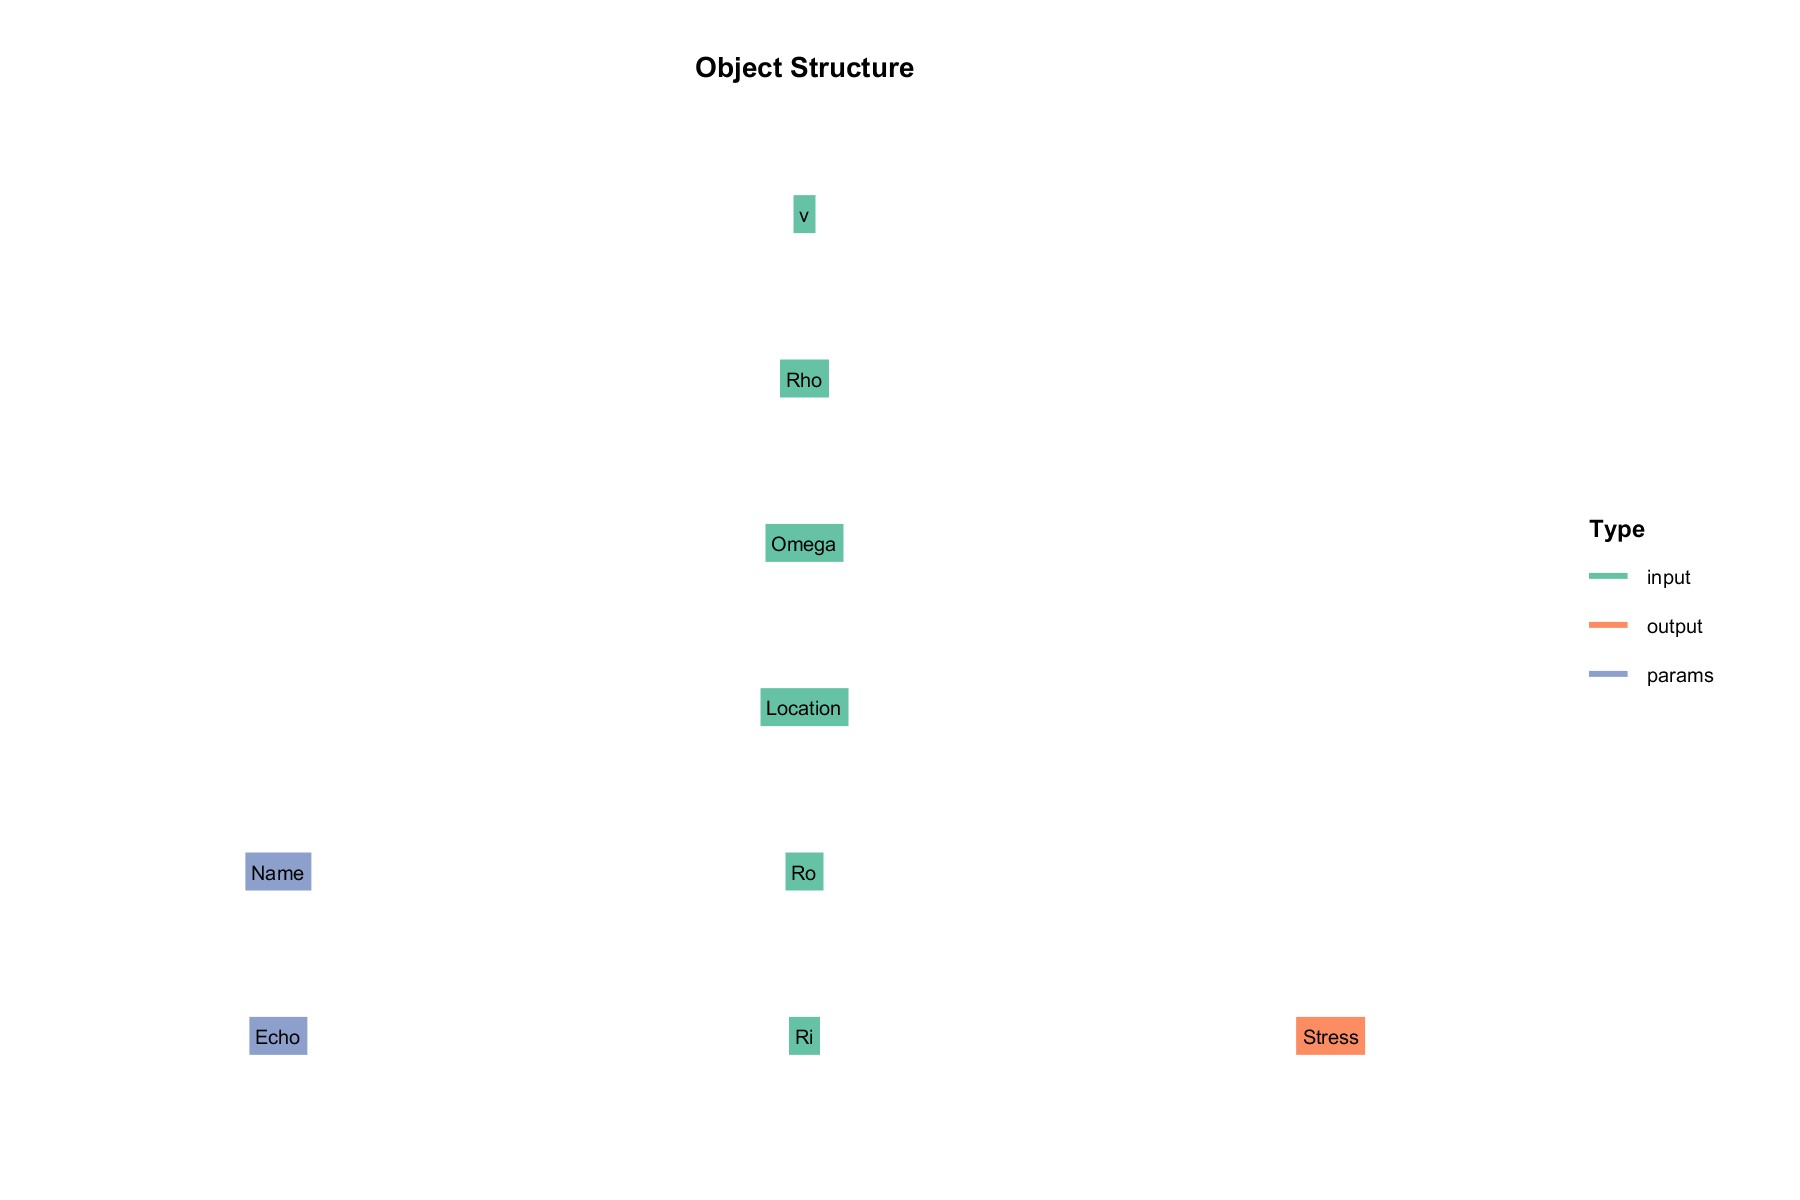 Object Structure
v
Rho
Omega
Location
Name
Ro
Echo
Ri
Stress
Type
input
output
params